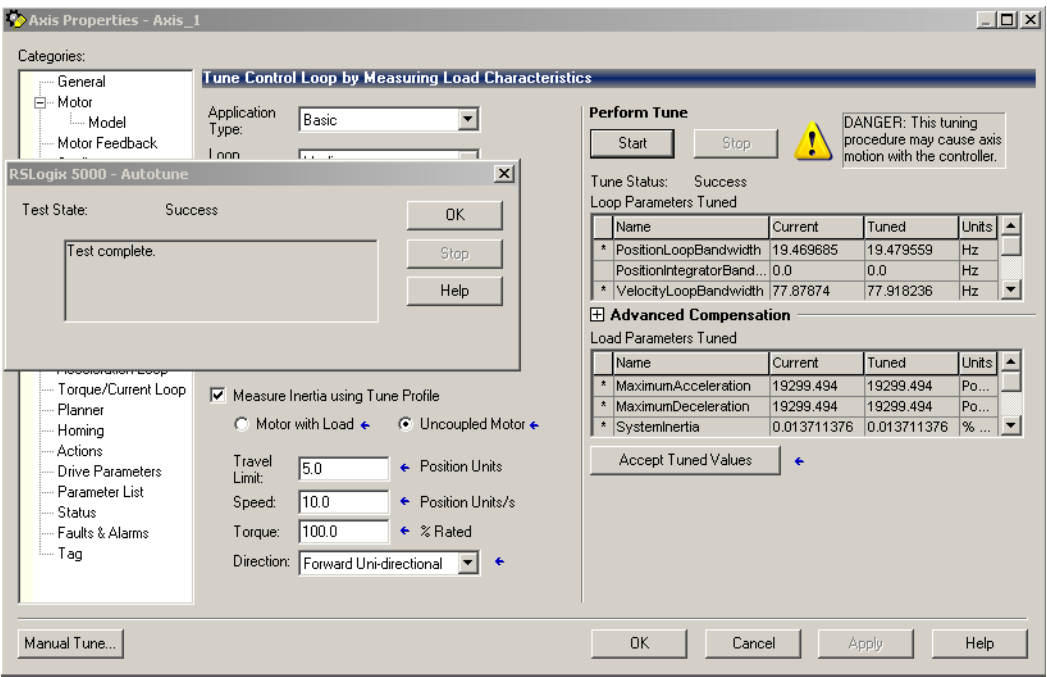 Axis Properties - Axis_1
Categories:
General
Motor
Model
Motor Feedback
RSLogix 5000 - Autotune
Test State: Success
Test complete.
OK
Stop
Help
Torque/Current Loop
Planner
Homing
Actions
Drive Parameters
Parameter List
Status
Faults & Alarms
Tag
Tune Control Loop by Measuring Load Characteristics
Application
Type:
Basic
Loop
Measure Inertia using Tune Profile
Motor with Load
Uncoupled Motor
Travel
Limit:
5.0 Position Units
Speed: 10.0 Position Units/s
Torque: 100.0 % Rated
Direction: Forward Uni-directional
Perform Tune
Start Stop
DANGER: This tuning
procedure may cause axis
motion with the controller.
Tune Status: Success
Loop Parameters Tuned
Name Current Tuned Units
* PositionLoopBandwidth 19.469685 19.479559 Hz
PositionIntegratorBand... 0.0 0.0 Hz
* VelocityLoopBandwidth 77.87874 77.918236 Hz
Advanced Compensation
Load Parameters Tuned
Name Current Tuned Units
* MaximumAcceleration 19299.494 19299.494 Po...
* MaximumDeceleration 19299.494 19299.494 Po...
* SystemInertia 0.013711376 0.013711376 % ...
Accept Tuned Values
Manual Tune...
OK Cancel Apply Help